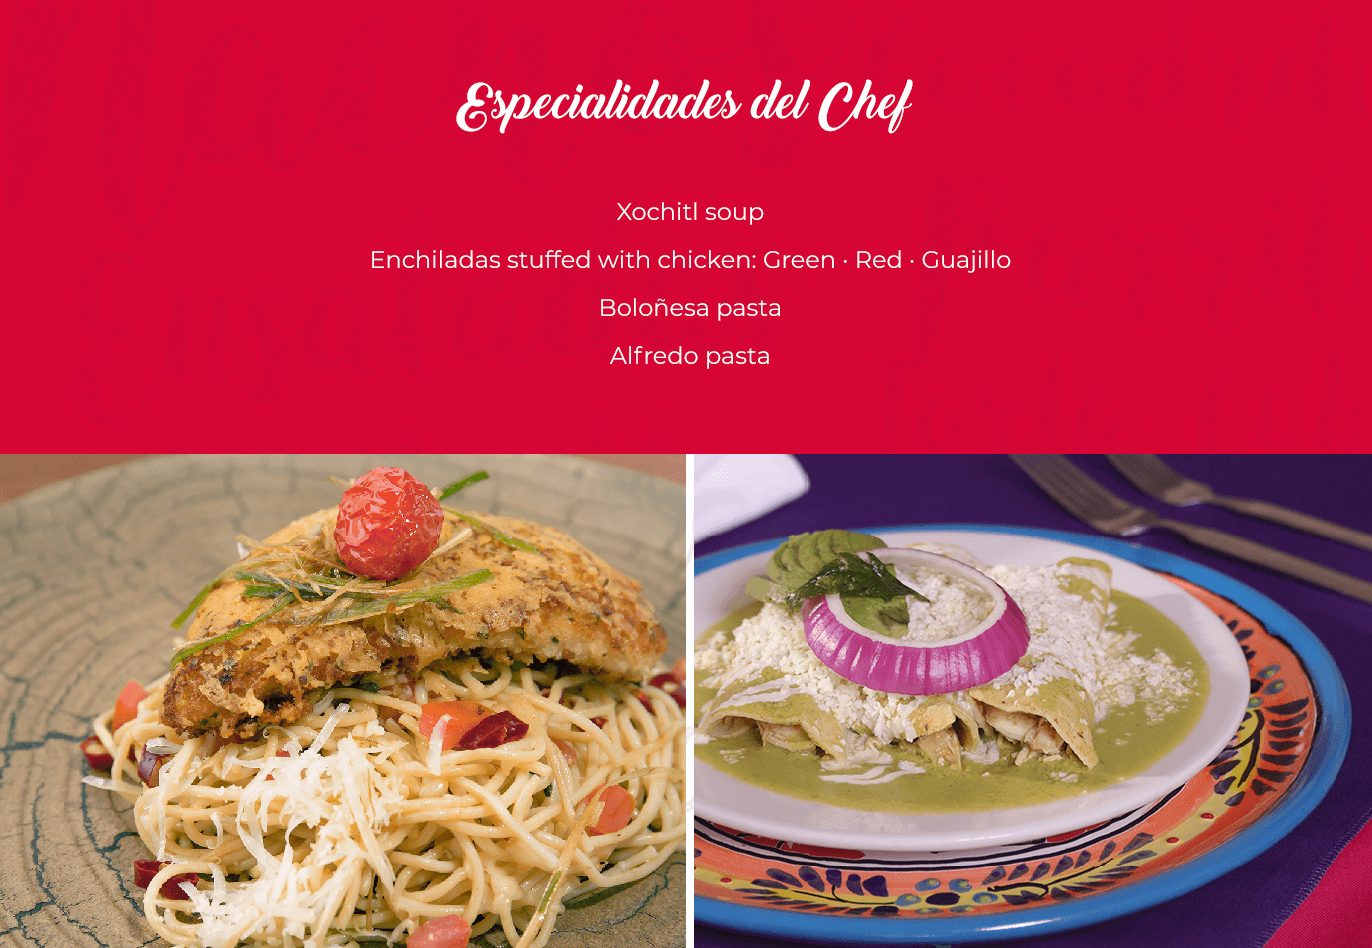 Especialidades del Chef
Xochitl soup
Enchiladas stuffed with chicken: Green · Red · Guajillo
Boloñesa pasta
Alfredo pasta